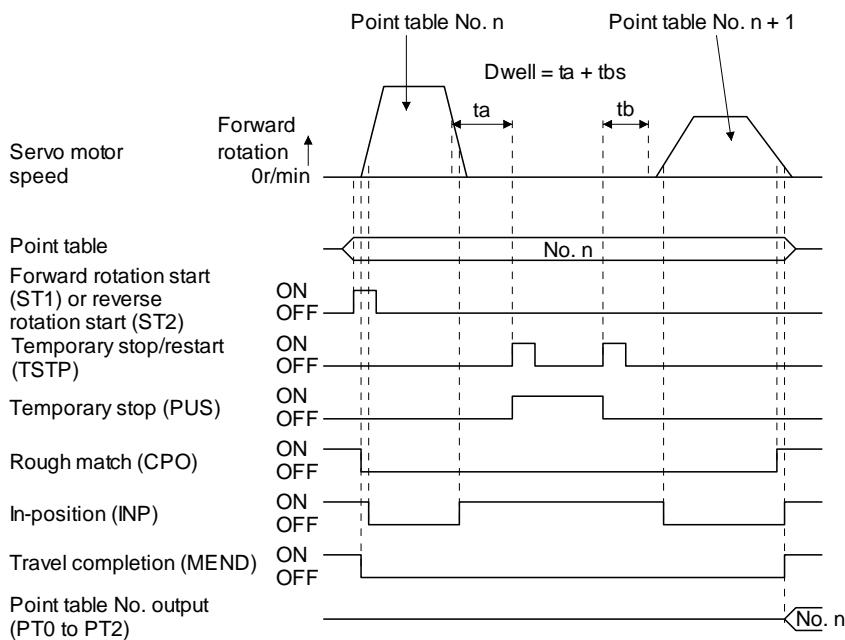 Point table No. n
Point table No. n + 1
Dwell = ta + tbs
ta
tb
Forward
rotation
0r/min
Servo motor
speed
Point table
No. n
Forward rotation start
(ST1) or reverse
rotation start (ST2)
ON
OFF
Temporary stop/restart
(TSTP)
ON
OFF
Temporary stop (PUS)
ON
OFF
Rough match (CPO)
ON
OFF
In-position (INP)
ON
OFF
Travel completion (MEND)
ON
OFF
Point table No. output
(PT0 to PT2)
No. n